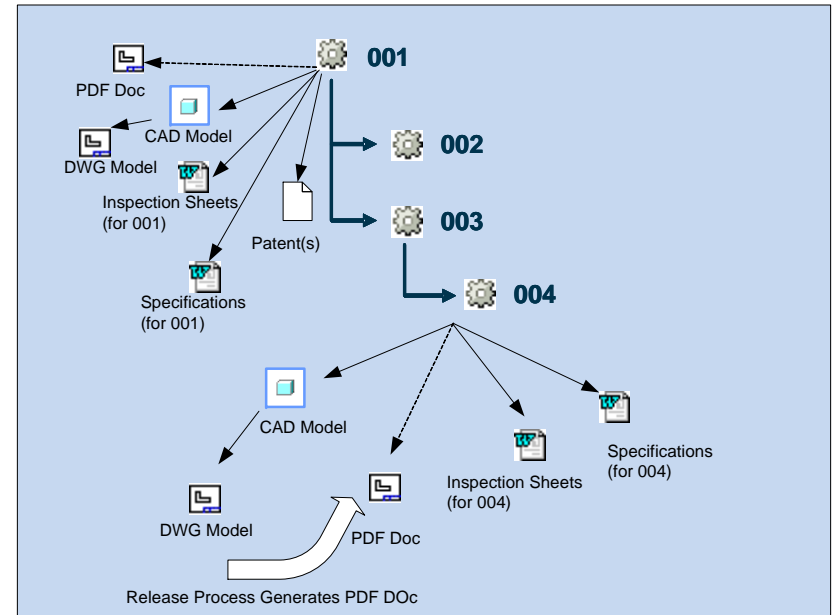 001
PDF Doc
CAD Model
DWG Model
002
Inspection Sheets
(for 001)
003
Patent(s)
Specifications
(for 001)
004
CAD Model
Specifications
(for 004)
Inspection Sheets
(for 004)
DWG Model
PDF Doc
Release Process Generates PDF DOc